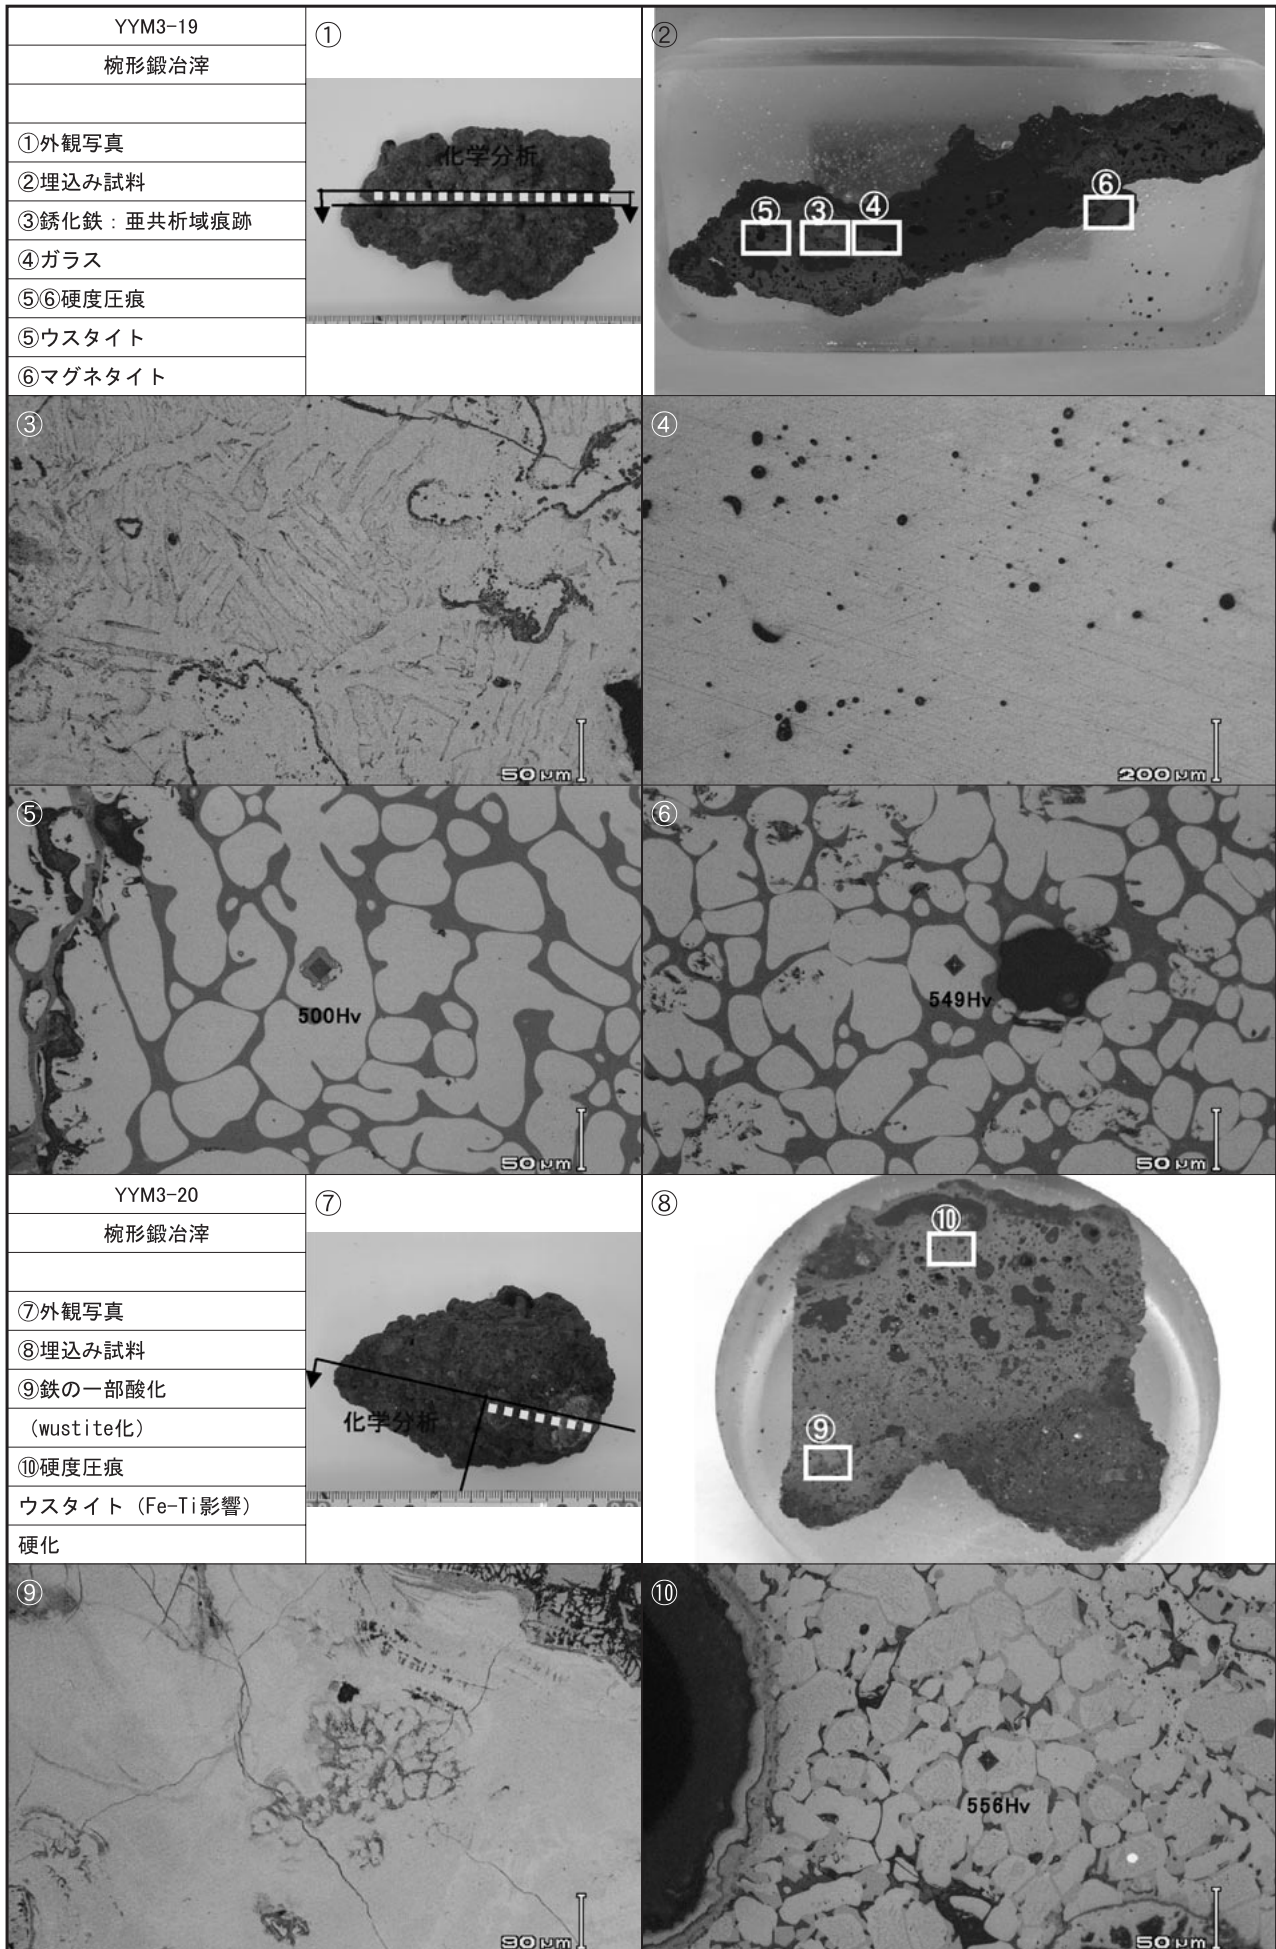 YYM3-19
椀形鍛冶滓
①外観写真
②埋込み試料
③銹化鉄：亜共析域痕跡
④ガラス
⑤⑥硬度圧痕
⑤ウスタイト
⑥マグネタイト
①
化学分析
②
⑤
③
④
⑥
③
50μm
④
200μm
⑤
500Hv
50μm
⑥
549Hv
50μm
YYM3-20
椀形鍛冶滓
⑦外観写真
⑧埋込み試料
⑨鉄の一部酸化
（wustite化）
⑩硬度圧痕
ウスタイト（Fe-Ti影響）
硬化
⑦
化学分析
⑧
⑩
⑨
⑨
90μm
⑩
556Hv
50μm